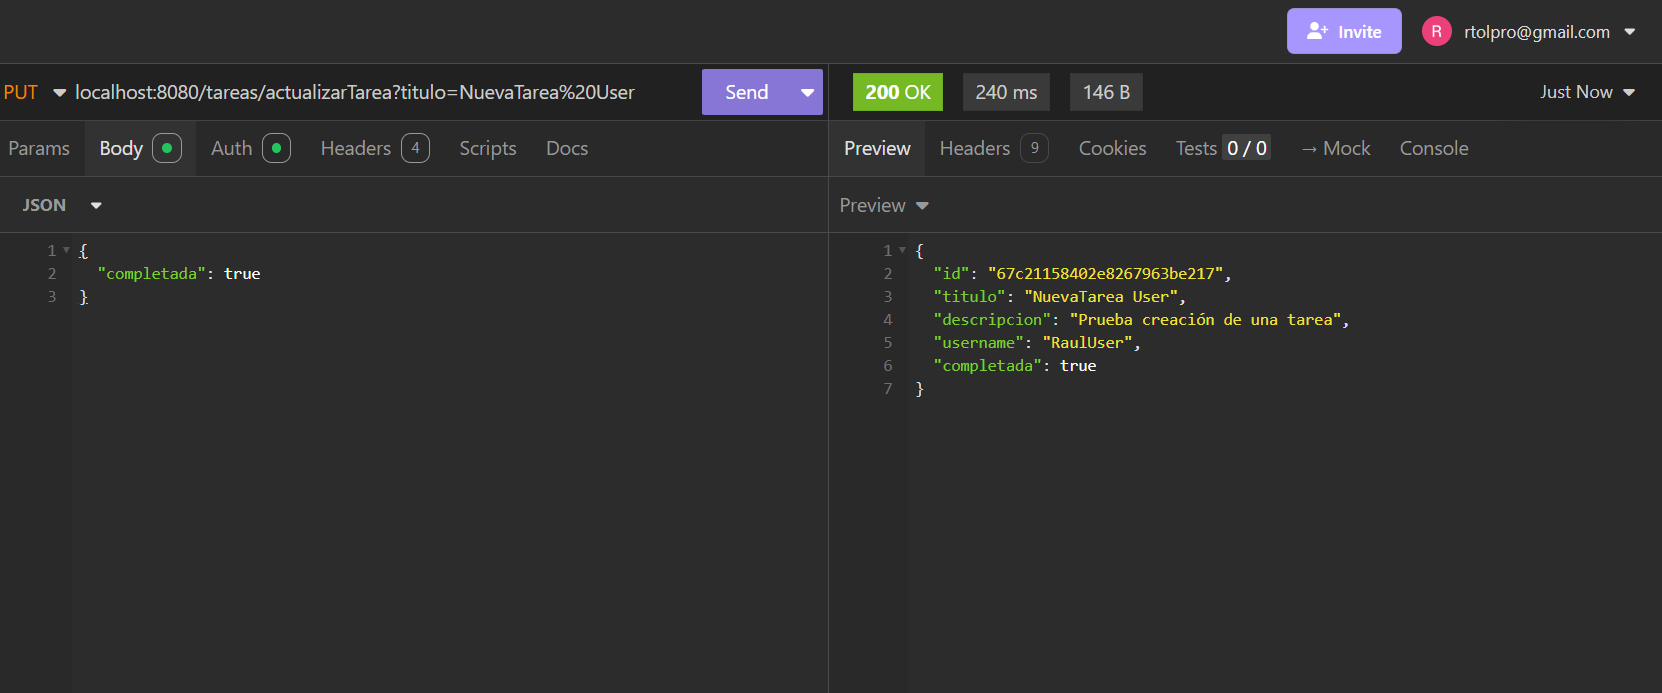 Invite
R
rtolpro@gmail.com
PUT localhost:8080/tareas/actualizarTarea?titulo=NuevaTarea%20User Send
200 OK 240 ms 146 B Just Now
Params Body Auth Headers 4 Scripts Docs
Preview Headers 9 Cookies Tests 0 / 0 → Mock Console
JSON
Preview
1 {
2 "completada": true
3 }
1 {
2 "id": "67c21158402e8267963be217",
3 "titulo": "NuevaTarea User",
4 "descripcion": "Prueba creación de una tarea",
5 "username": "RaulUser",
6 "completada": true
7 }